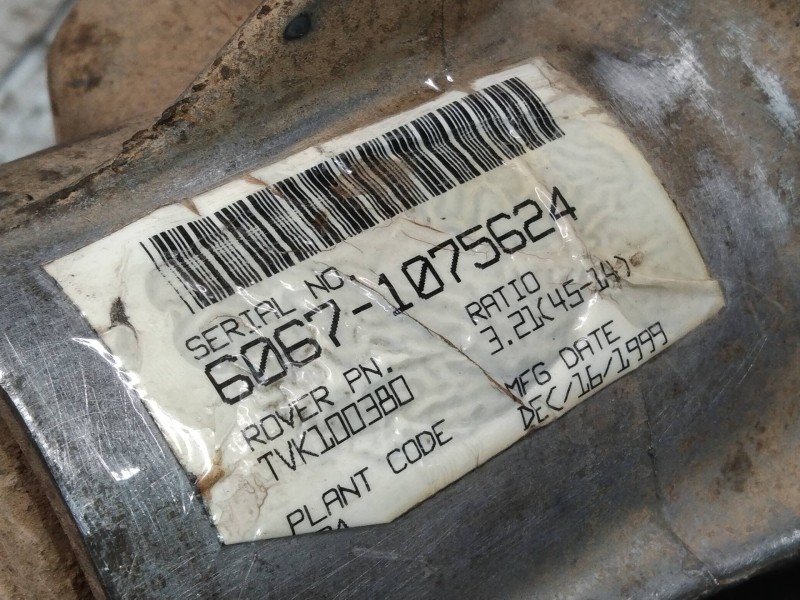 SERIAL NO.
6067-1075624
ROVER PN. RATIO
TVK100380 3.21(45-14)
PLANT CODE MFG DATE
DEC/16/1999